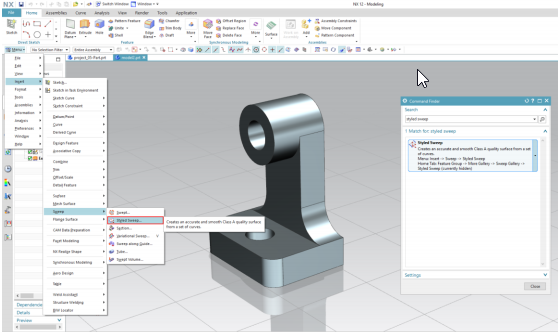 NX
Switch Window
Window
NX 12 - Modeling
File Home Assemblies Curve Analysis View Render Tools Application
Sketch
Direct Sketch
Datum Plane
Extrude
Hole
Pattern Feature
Unite
Shell
Edge Blend
Chamfer
Trim Body
Draft
More
Feature
Move Face
Offset Region
Replace Face
Delete Face
More
Synchronous Modeling
Surface
Add
Assembly Constraints
Move Component
Pattern Component
Assemblies
Menu
No Selection Filter
Entire Assembly
project_05-Part.prt
model2.prt
File
Edit
View
Insert
Format
Tools
Assemblies
Information
Analysis
Preferences
Window
Help
Sketch...
Sketch in Task Environment
Sketch Curve
Sketch Constraint
Datum/Point
Curve
Derived Curve
Design Feature
Associative Copy
Combine
Trim
Offset/Scale
Detail Feature
Surface
Mesh Surface
Sweep
Flange Surface
CAM Data Preparation
Facet Modeling
NX Realize Shape
Synchronous Modeling
Auto Design
Weld Assistant
Structure Welding
BIW Locator
Swept...
Styled Sweep...
Section...
Variational Sweep... V
Sweep along Guide...
Tube...
Swept Volume...
Creates an accurate and smooth Class A quality surface
from a set of curves.
Dependencies
Details
Preview
Command Finder
Search
styled sweep
1 Match for: styled sweep
Styled Sweep
Creates an accurate and smooth Class A quality surface from a set
of curves.
Menu: Insert -> Sweep -> Styled Sweep
Home Tab: Feature Group -> More Gallery -> Sweep Gallery ->
Styled Sweep (currently hidden)
Settings
Close